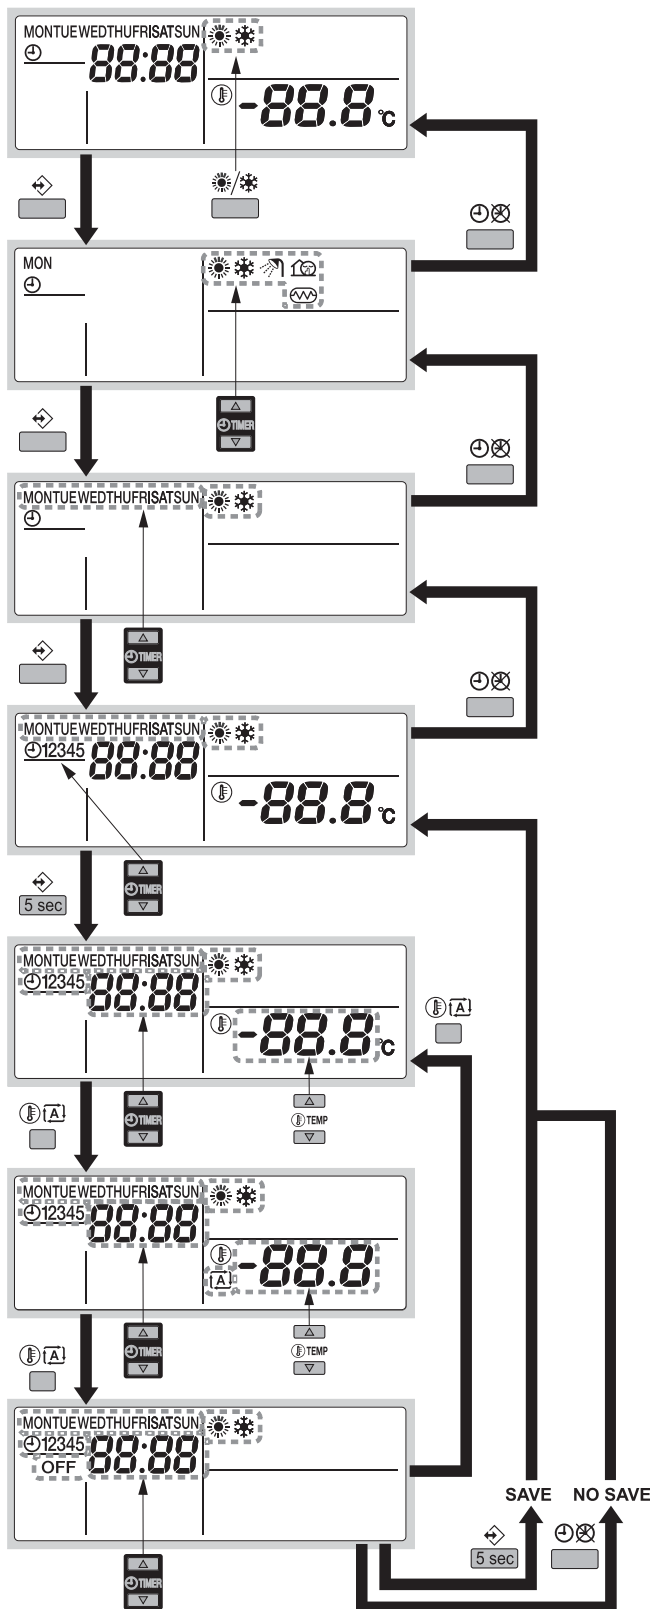 MONTUEWEDTHUFRISATSUN
88:88
-88.8 °C
MON
TIMER
MONTUEWEDTHUFRISATSUN
TIMER
MONTUEWEDTHUFRISATSUN
12345 88:88
-88.8 °C
5 sec
TIMER
MONTUEWEDTHUFRISATSUN
12345 88:88
-88.8 °C
A
A
TIMER
TEMP
MONTUEWEDTHUFRISATSUN
12345 88:88
-88.8
A
A
TIMER
TEMP
MONTUEWEDTHUFRISATSUN
12345 88:88
OFF
SAVE NO SAVE
5 sec
TIMER